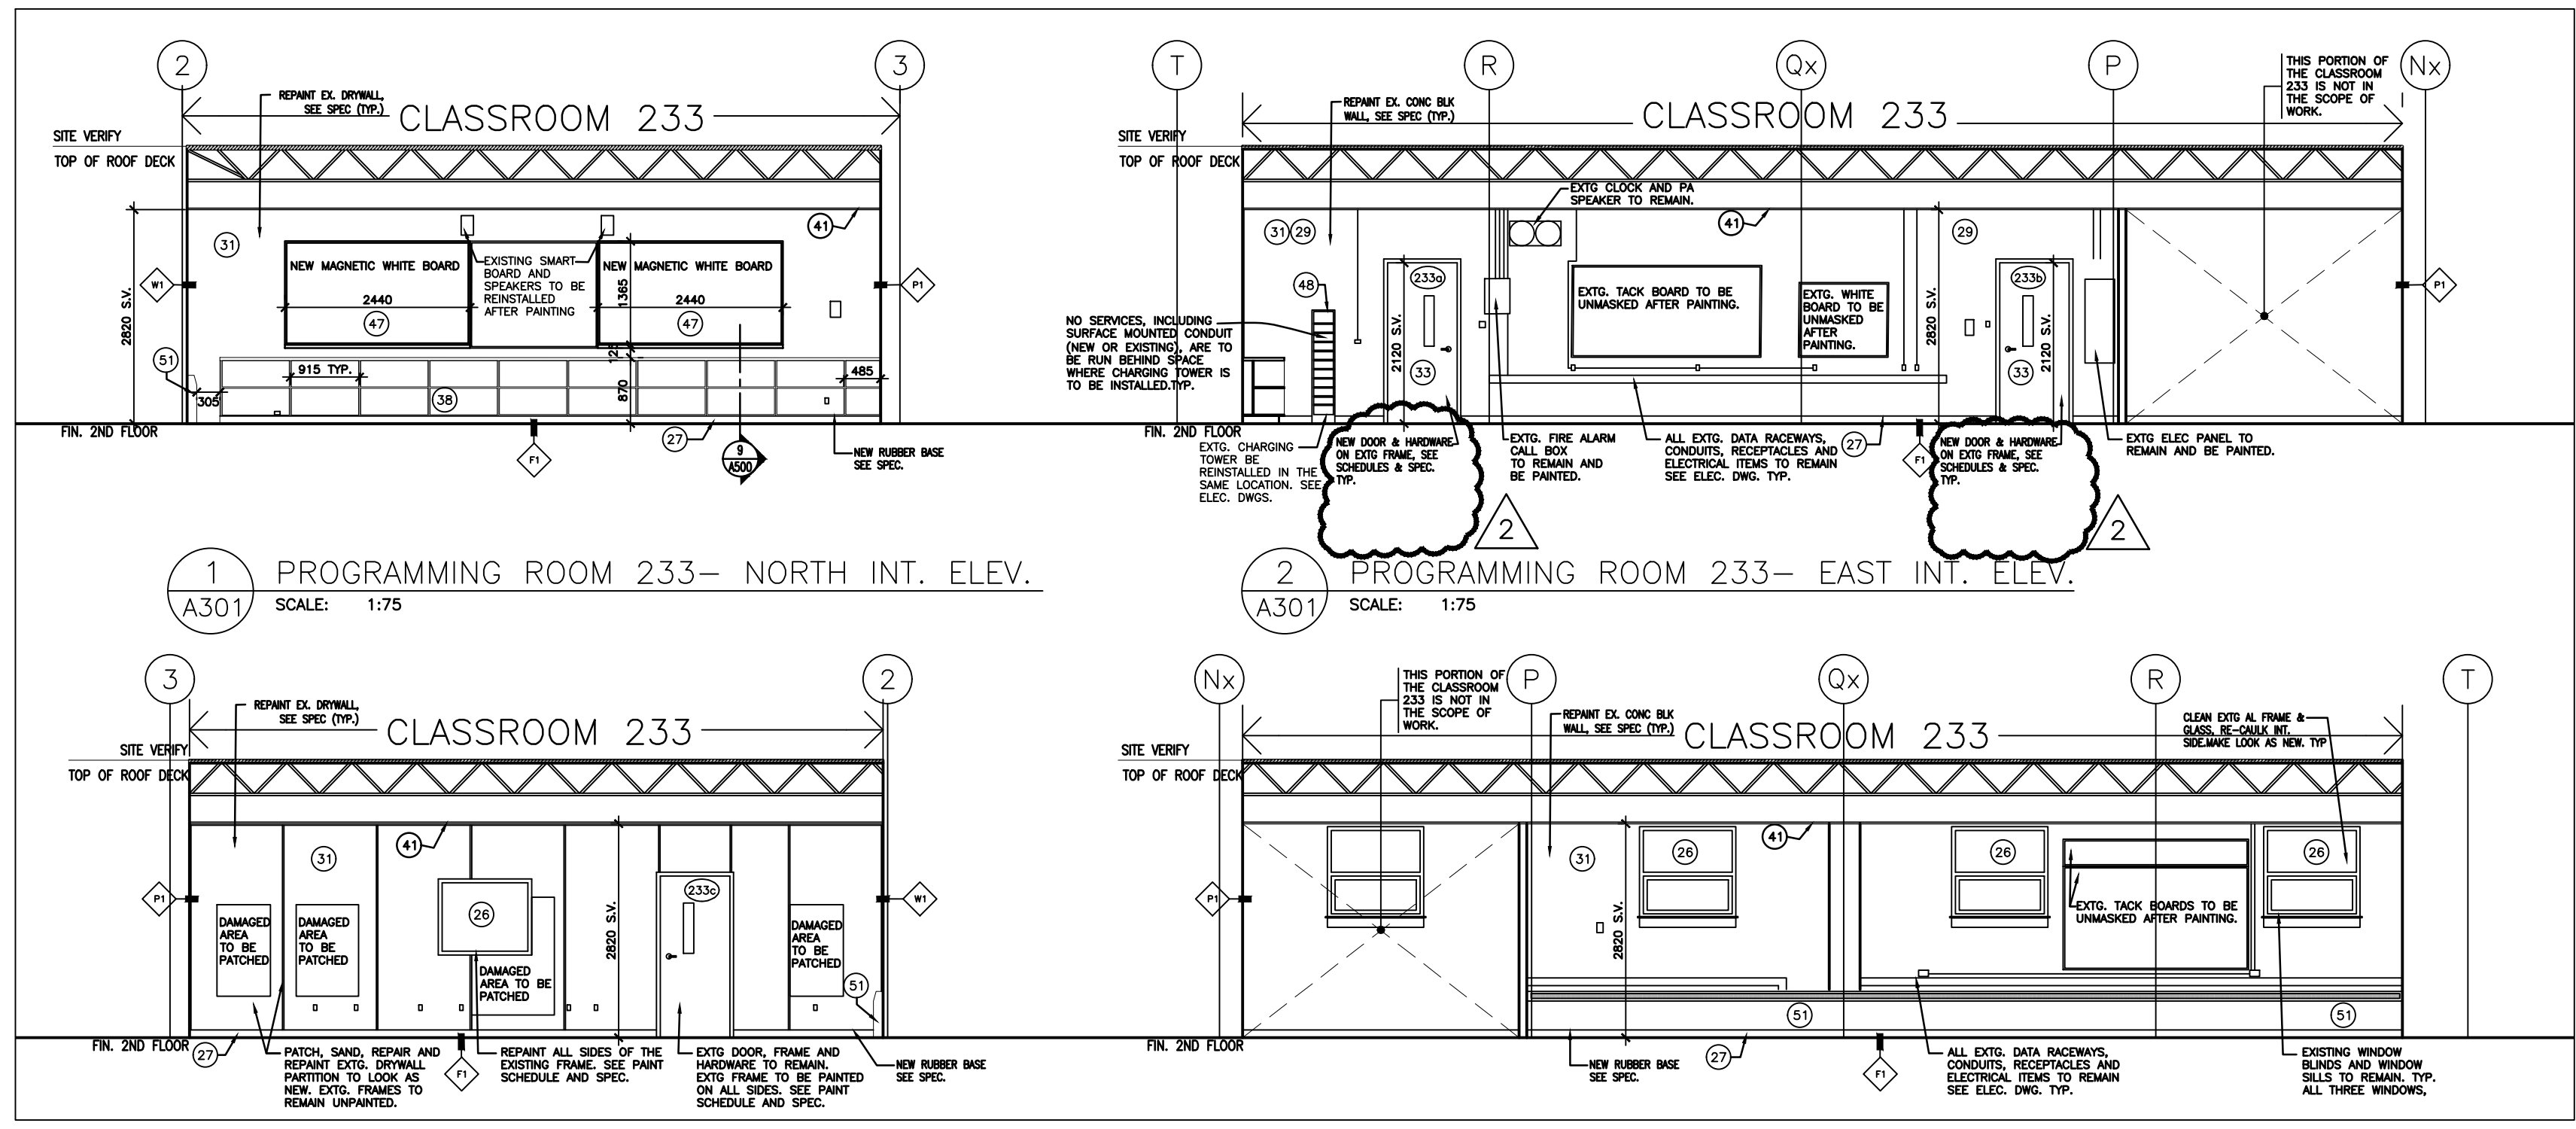 2
3
REPAINT EX. DRYWALL,
SEE SPEC (TYP.)
CLASSROOM 233
SITE VERIFY
TOP OF ROOF DECK
2820 S.V.
31
41
W1
P1
NEW MAGNETIC WHITE BOARD
2440
47
EXISTING SMART
BOARD AND
SPEAKERS TO BE
REINSTALLED
AFTER PAINTING
NEW MAGNETIC WHITE BOARD
1365
2440
47
51
305
915 TYP.
38
870
485
FIN. 2ND FLOOR
F1
27
9
A500
NEW RUBBER BASE
SEE SPEC.
1
A301
PROGRAMMING ROOM 233- NORTH INT. ELEV.
SCALE: 1:75
T
R
Qx
P
Nx
THIS PORTION OF
THE CLASSROOM
233 IS NOT IN
THE SCOPE OF
WORK.
REPAINT EX. CONC BLK
WALL, SEE SPEC (TYP.)
CLASSROOM 233
SITE VERIFY
TOP OF ROOF DECK
EXTG CLOCK AND PA
SPEAKER TO REMAIN.
31
29
41
29
48
233a
2120 S.V.
33
EXTG. TACK BOARD TO BE
UNMASKED AFTER PAINTING.
EXTG. WHITE
BOARD TO BE
UNMASKED
AFTER
PAINTING.
2820 S.V.
233b
2120 S.V.
33
P1
NO SERVICES, INCLUDING
SURFACE MOUNTED CONDUIT
(NEW OR EXISTING), ARE TO
BE RUN BEHIND SPACE
WHERE CHARGING TOWER IS
TO BE INSTALLED.TYP.
FIN. 2ND FLOOR
EXTG. CHARGING
TOWER BE
REINSTALLED IN THE
SAME LOCATION. SEE
ELEC. DWGS.
NEW DOOR & HARDWARE
ON EXTG FRAME, SEE
SCHEDULES & SPEC.
TYP.
2
EXTG. FIRE ALARM
CALL BOX
TO REMAIN AND
BE PAINTED.
ALL EXTG. DATA RACEWAYS,
CONDUITS, RECEPTACLES AND
ELECTRICAL ITEMS TO REMAIN
SEE ELEC. DWG. TYP.
27
F1
NEW DOOR & HARDWARE
ON EXTG FRAME, SEE
SCHEDULES & SPEC.
TYP.
2
EXTG ELEC PANEL TO
REMAIN AND BE PAINTED.
2
A301
PROGRAMMING ROOM 233- EAST INT. ELEV.
SCALE: 1:75
3
2
REPAINT EX. DRYWALL,
SEE SPEC (TYP.)
CLASSROOM 233
SITE VERIFY
TOP OF ROOF DECK
41
31
P1
W1
DAMAGED
AREA
TO BE
PATCHED
DAMAGED
AREA
TO BE
PATCHED
26
DAMAGED
AREA TO BE
PATCHED
2820 S.V.
233c
DAMAGED
AREA
TO BE
PATCHED
51
FIN. 2ND FLOOR
27
PATCH, SAND, REPAIR AND
REPAINT EXTG. DRYWALL
PARTITION TO LOOK AS
NEW. EXTG. FRAMES TO
REMAIN UNPAINTED.
F1
REPAINT ALL SIDES OF THE
EXISTING FRAME. SEE PAINT
SCHEDULE AND SPEC.
EXTG DOOR, FRAME AND
HARDWARE TO REMAIN.
EXTG FRAME TO BE PAINTED
ON ALL SIDES. SEE PAINT
SCHEDULE AND SPEC.
NEW RUBBER BASE
SEE SPEC.
Nx
P
Qx
R
T
THIS PORTION OF
THE CLASSROOM
233 IS NOT IN
THE SCOPE OF
WORK.
REPAINT EX. CONC BLK
WALL, SEE SPEC (TYP.)
CLASSROOM 233
CLEAN EXTG AL FRAME &
GLASS, RE-CAULK INT.
SIDE.MAKE LOOK AS NEW. TYP
SITE VERIFY
TOP OF ROOF DECK
31
26
41
26
26
P1
2820 S.V.
EXTG. TACK BOARDS TO BE
UNMASKED AFTER PAINTING.
51
51
FIN. 2ND FLOOR
NEW RUBBER BASE
SEE SPEC.
27
F1
ALL EXTG. DATA RACEWAYS,
CONDUITS, RECEPTACLES AND
ELECTRICAL ITEMS TO REMAIN
SEE ELEC. DWG. TYP.
EXISTING WINDOW
BLINDS AND WINDOW
SILLS TO REMAIN. TYP.
ALL THREE WINDOWS,